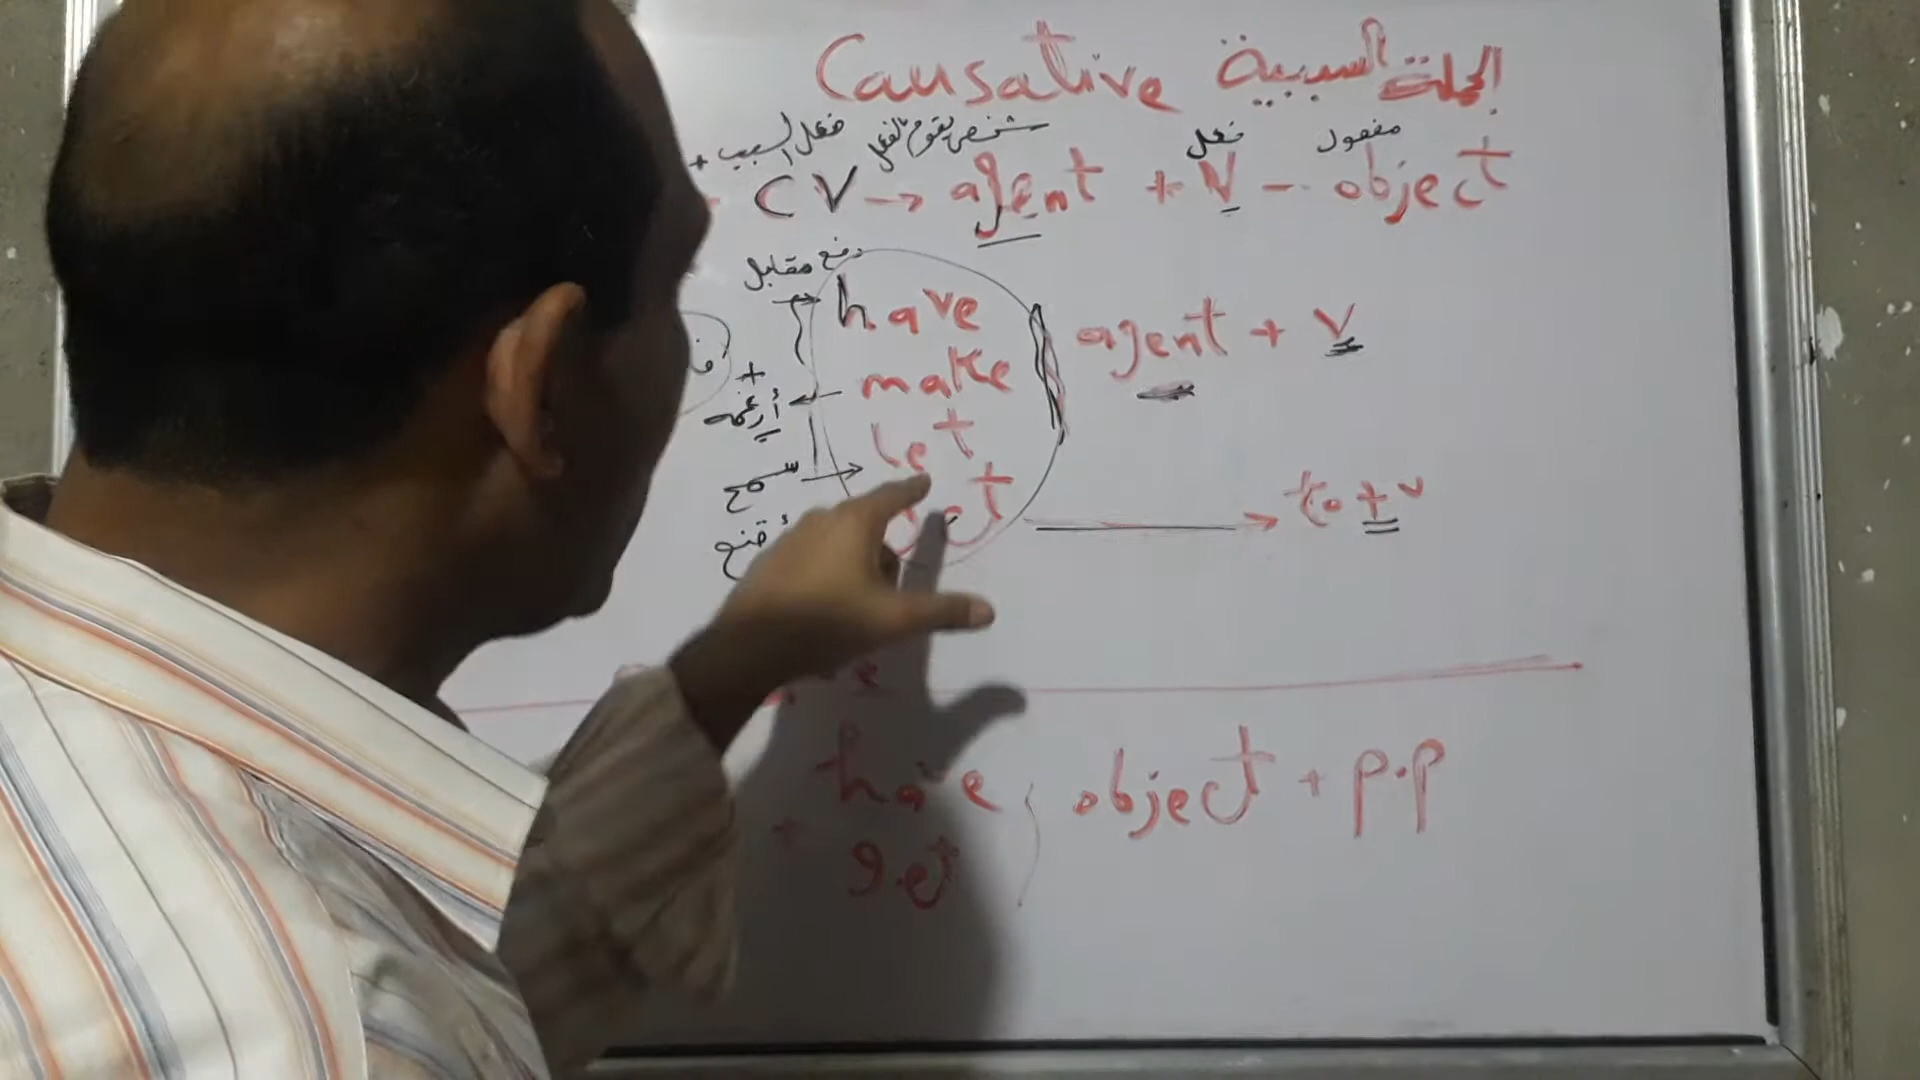 Causative الجملة السببية
+ فعل السبب شخص يقوم بالفعل فعل مفعول
CV → agent + V - object
دفع مقابل
have
make
let
get
agent + V
+
أرغمه
سمح
أقنع
to + v
have
get
object + p.p